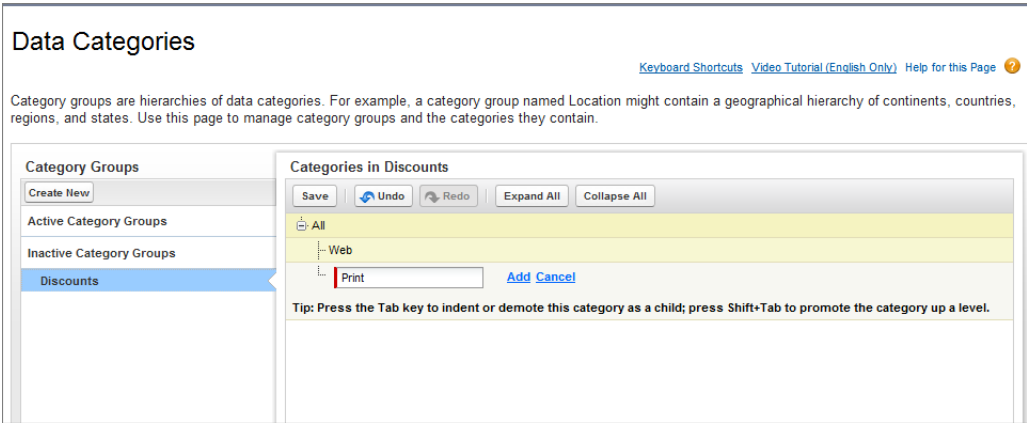 Data Categories
Keyboard Shortcuts Video Tutorial (English Only) Help for this Page ?
Category groups are hierarchies of data categories. For example, a category group named Location might contain a geographical hierarchy of continents, countries,
regions, and states. Use this page to manage category groups and the categories they contain.
Category Groups
Create New
Active Category Groups
Inactive Category Groups
Discounts
Categories in Discounts
Save Undo Redo Expand All Collapse All
All
Web
Print Add Cancel
Tip: Press the Tab key to indent or demote this category as a child; press Shift+Tab to promote the category up a level.